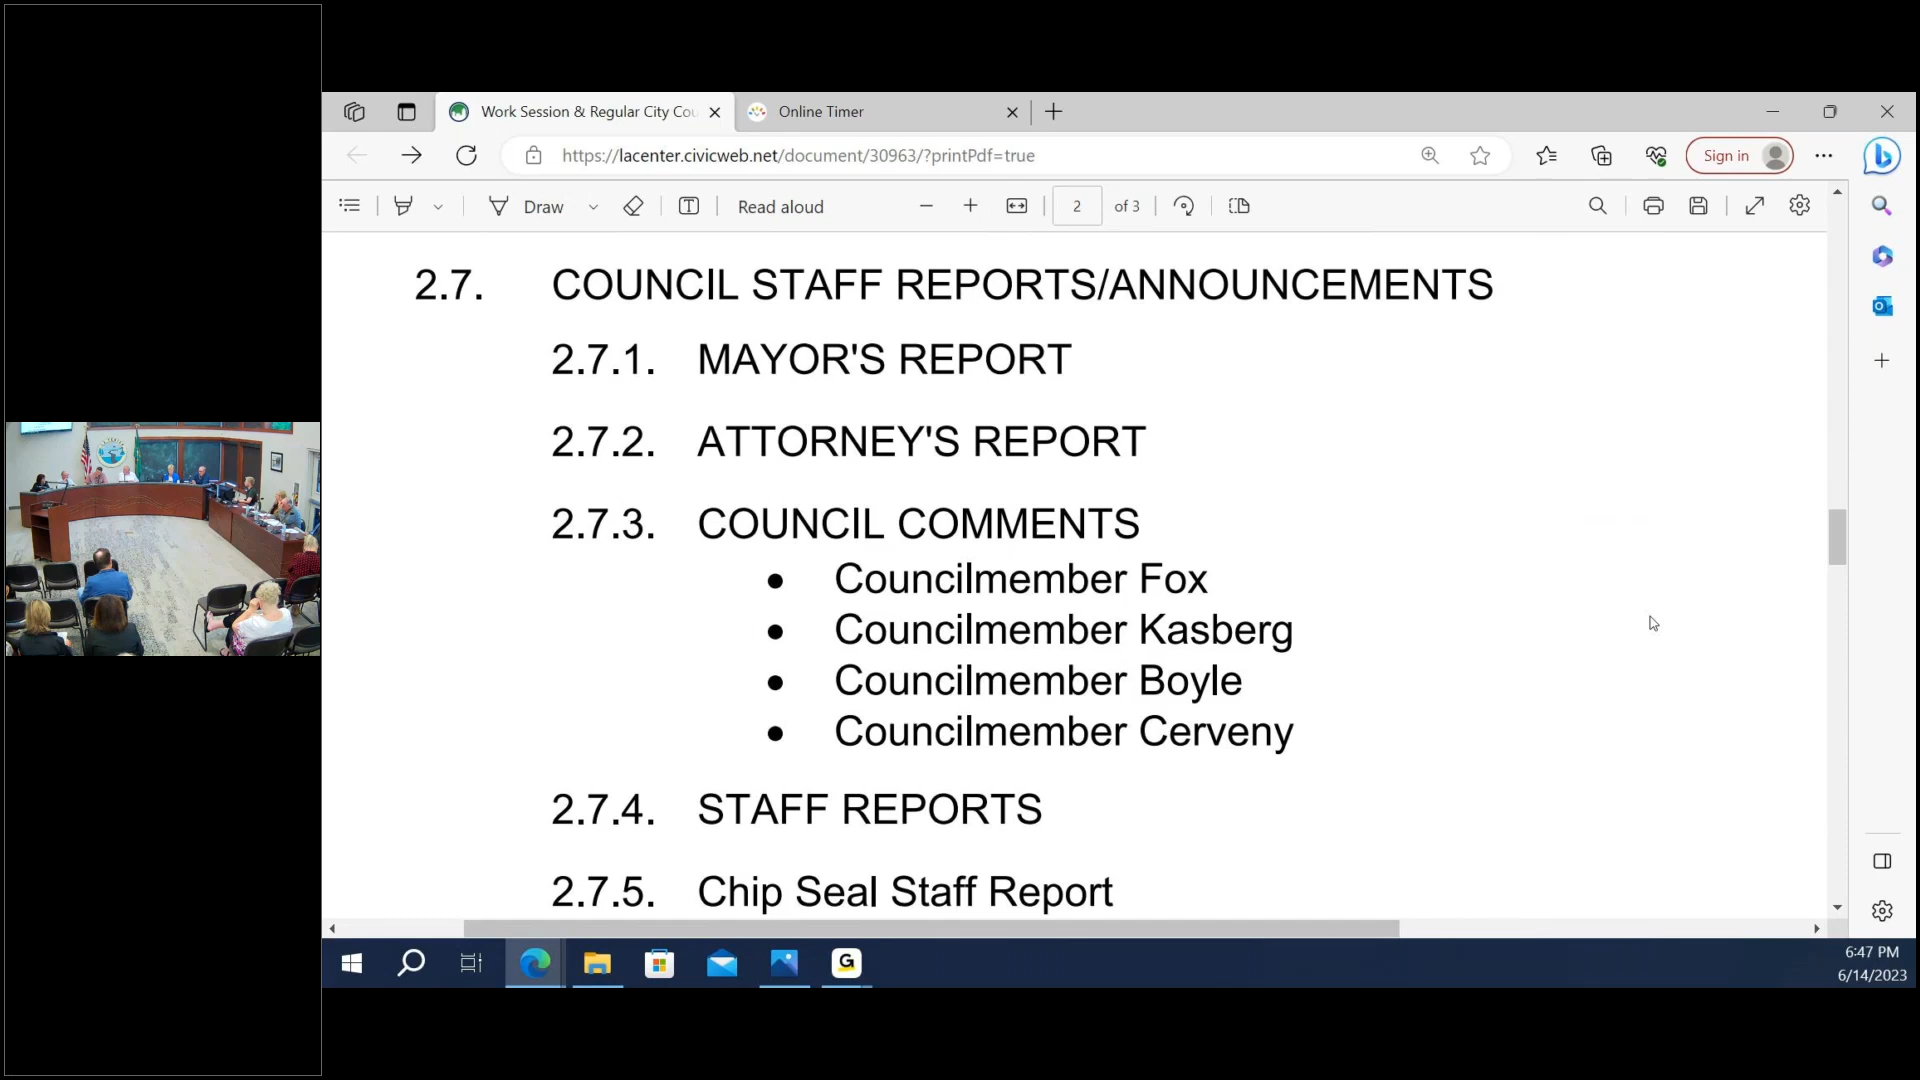 Work Session & Regular City Cou
Online Timer
https://lacenter.civicweb.net/document/30963/?printPdf=true
Sign in
Draw
Read aloud
2
of 3
2.7. COUNCIL STAFF REPORTS/ANNOUNCEMENTS
2.7.1. MAYOR'S REPORT
2.7.2. ATTORNEY'S REPORT
2.7.3. COUNCIL COMMENTS
• Councilmember Fox
• Councilmember Kasberg
• Councilmember Boyle
• Councilmember Cerveny
2.7.4. STAFF REPORTS
2.7.5. Chip Seal Staff Report
6:47 PM
6/14/2023